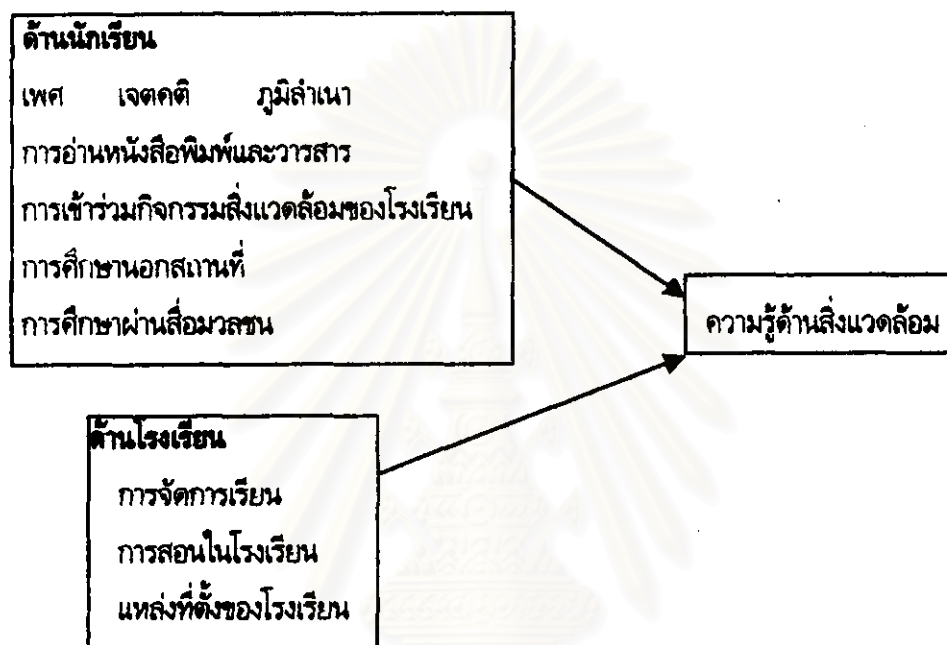 ด้านนักเรียน
เพศ เจตคติ ภูมิลำเนา
การอ่านหนังสือพิมพ์และวารสาร
การเข้าร่วมกิจกรรมสิ่งแวดล้อมของโรงเรียน
การศึกษานอกสถานที่
การศึกษาผ่านสื่อมวลชน
ความรู้ด้านสิ่งแวดล้อม
ด้านโรงเรียน
การจัดการเรียน
การสอนในโรงเรียน
แหล่งที่ตั้งของโรงเรียน